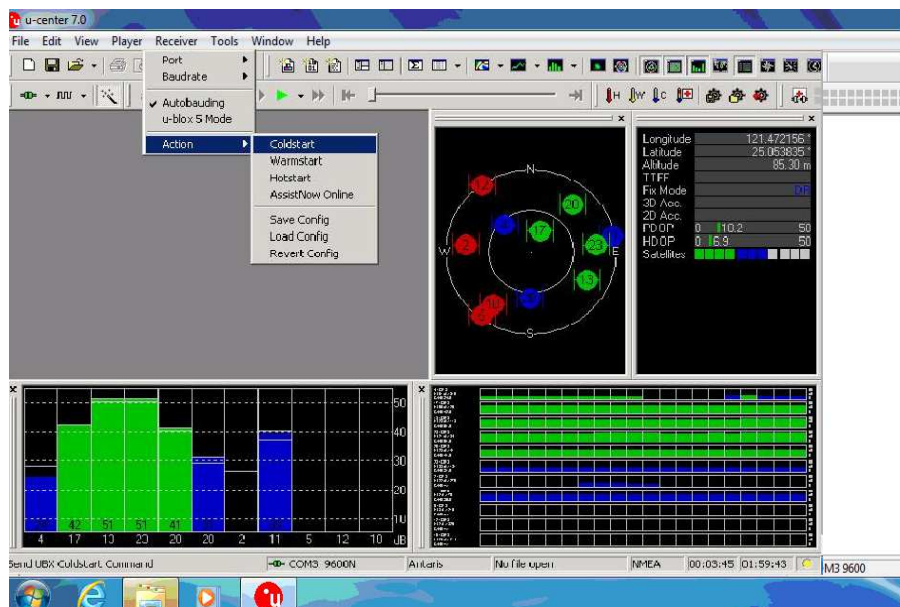 u-center 7.0
File Edit View Player Receiver Tools Window Help
Port
Baudrate
Autobauding
u-blox 5 Mode
Action
Coldstart
Warmstart
Hotstart
AssistNow Online
Save Config
Load Config
Revert Config
H W C
N
W E
S
12 20 17 23 2 13
Longitude 121.472156 °
Latitude 25.053835 °
Altitude 85.30 m
TTFF
Fix Mode DR
3D Acc.
2D Acc.
PDOP 0 10.2 50
HDOP 0 6.9 50
Satellites
50
40
30
20
10
42 51 51 41
4 17 13 23 20 20 2 11 5 12 10 dB
Send UBX Coldstart Command
COM3 9600N
Antaris
No file open
NMEA
00:03:45
01:59:43
M3 9600